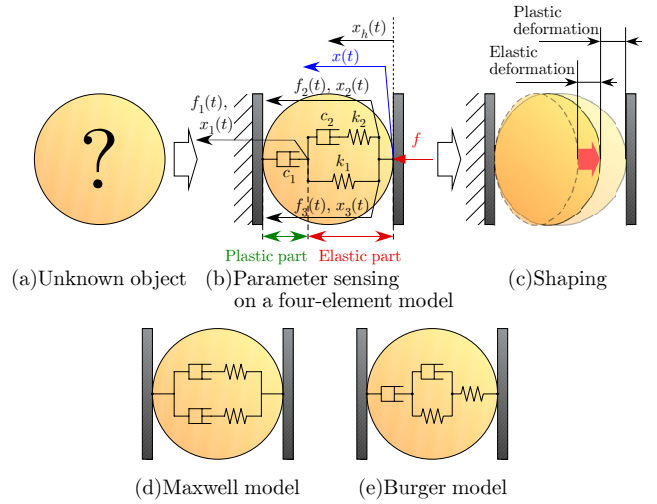 x_h(t)
x(t)
f_1(t),
x_1(t)
f_2(t), x_2(t)
c_2
k_2
f
c_1
k_1
f_3(t), x_3(t)
Plastic part
Elastic part
?
Plastic
deformation
Elastic
deformation
(a)Unknown object
(b)Parameter sensing
on a four-element model
(c)Shaping
(d)Maxwell model
(e)Burger model